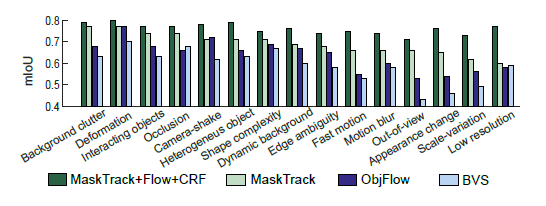 0.8
0.7
0.6
0.5
0.4
mIoU
Background clutter
Deformation
Interacting objects
Occlusion
Camera-shake
Heterogeneus object
Shape complexity
Dynamic background
Edge ambiguity
Fast motion
Motion blur
Out-of-view
Appearance change
Scale-variation
Low resolution
MaskTrack+Flow+CRF MaskTrack ObjFlow BVS